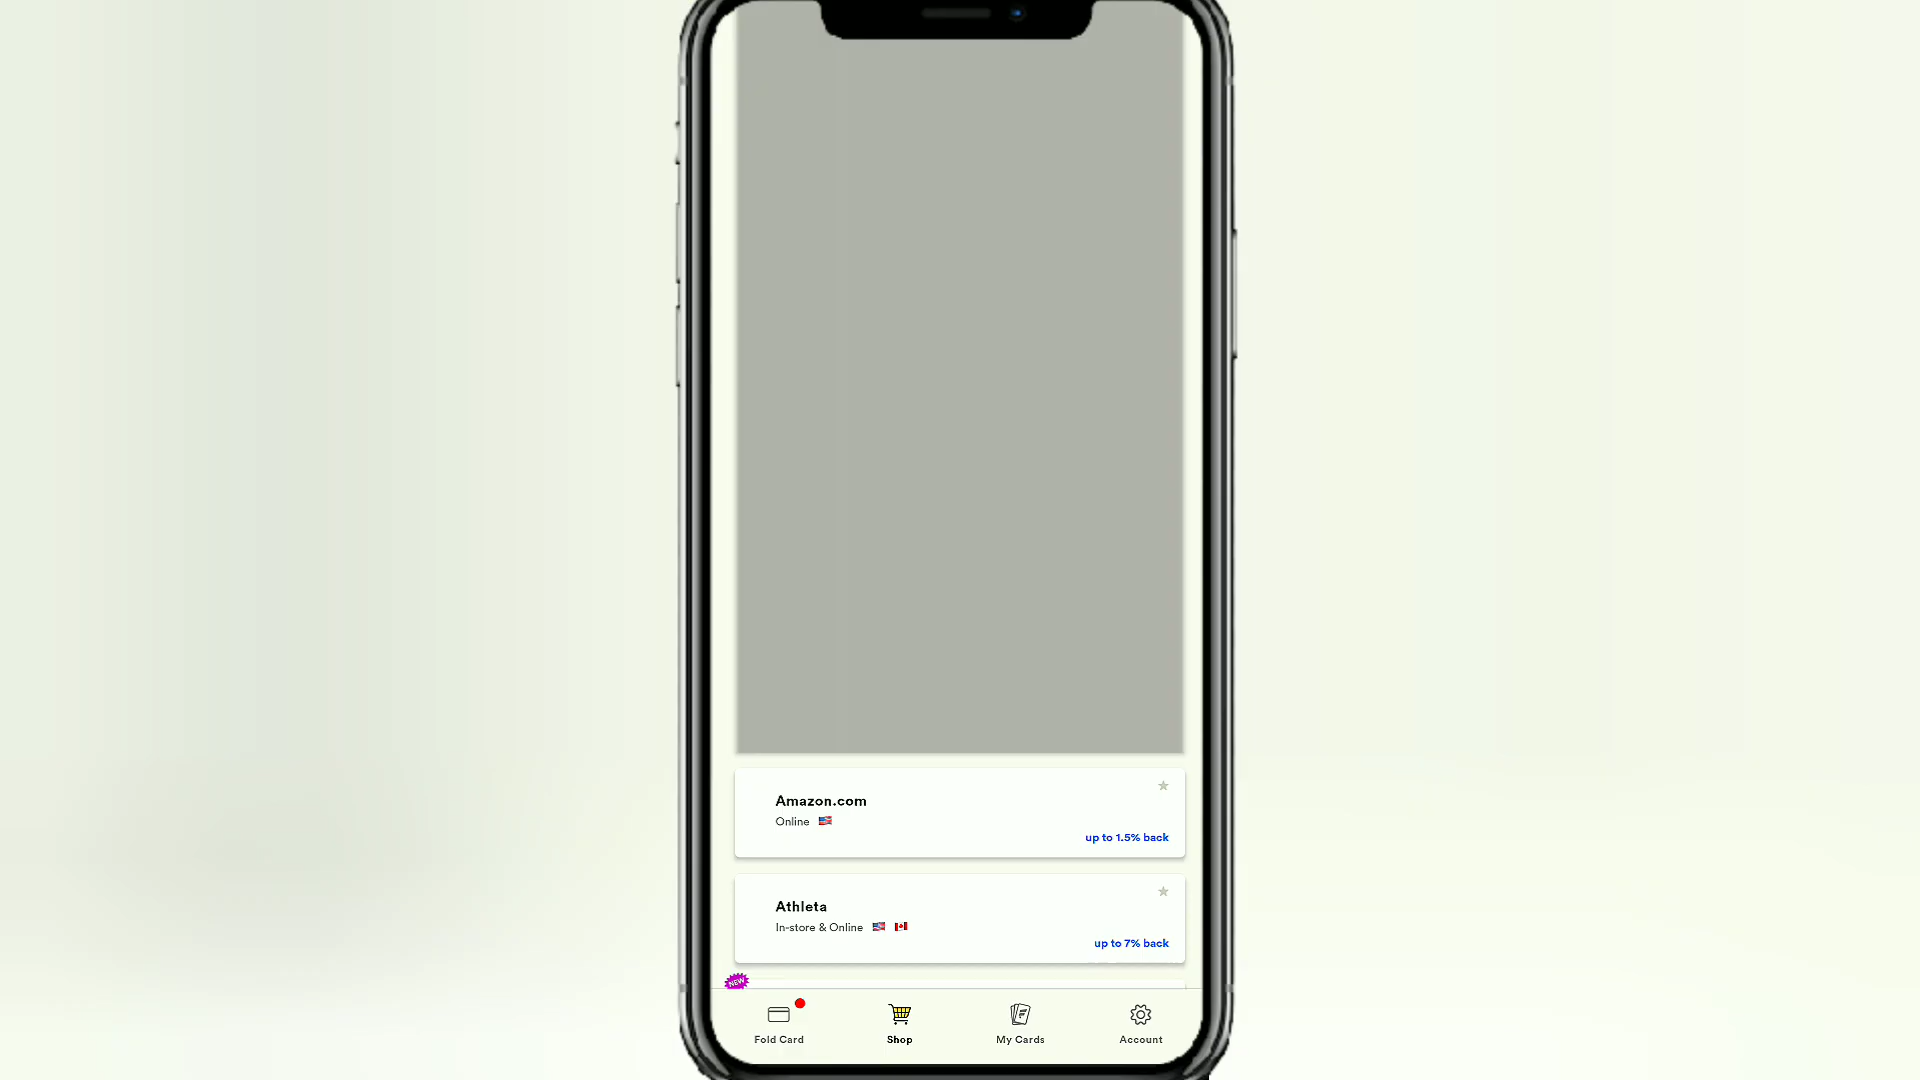 Amazon.com
Online
up to 1.5% back
Athleta
In-store & Online
up to 7% back
NEW
Fold Card
Shop
My Cards
Account